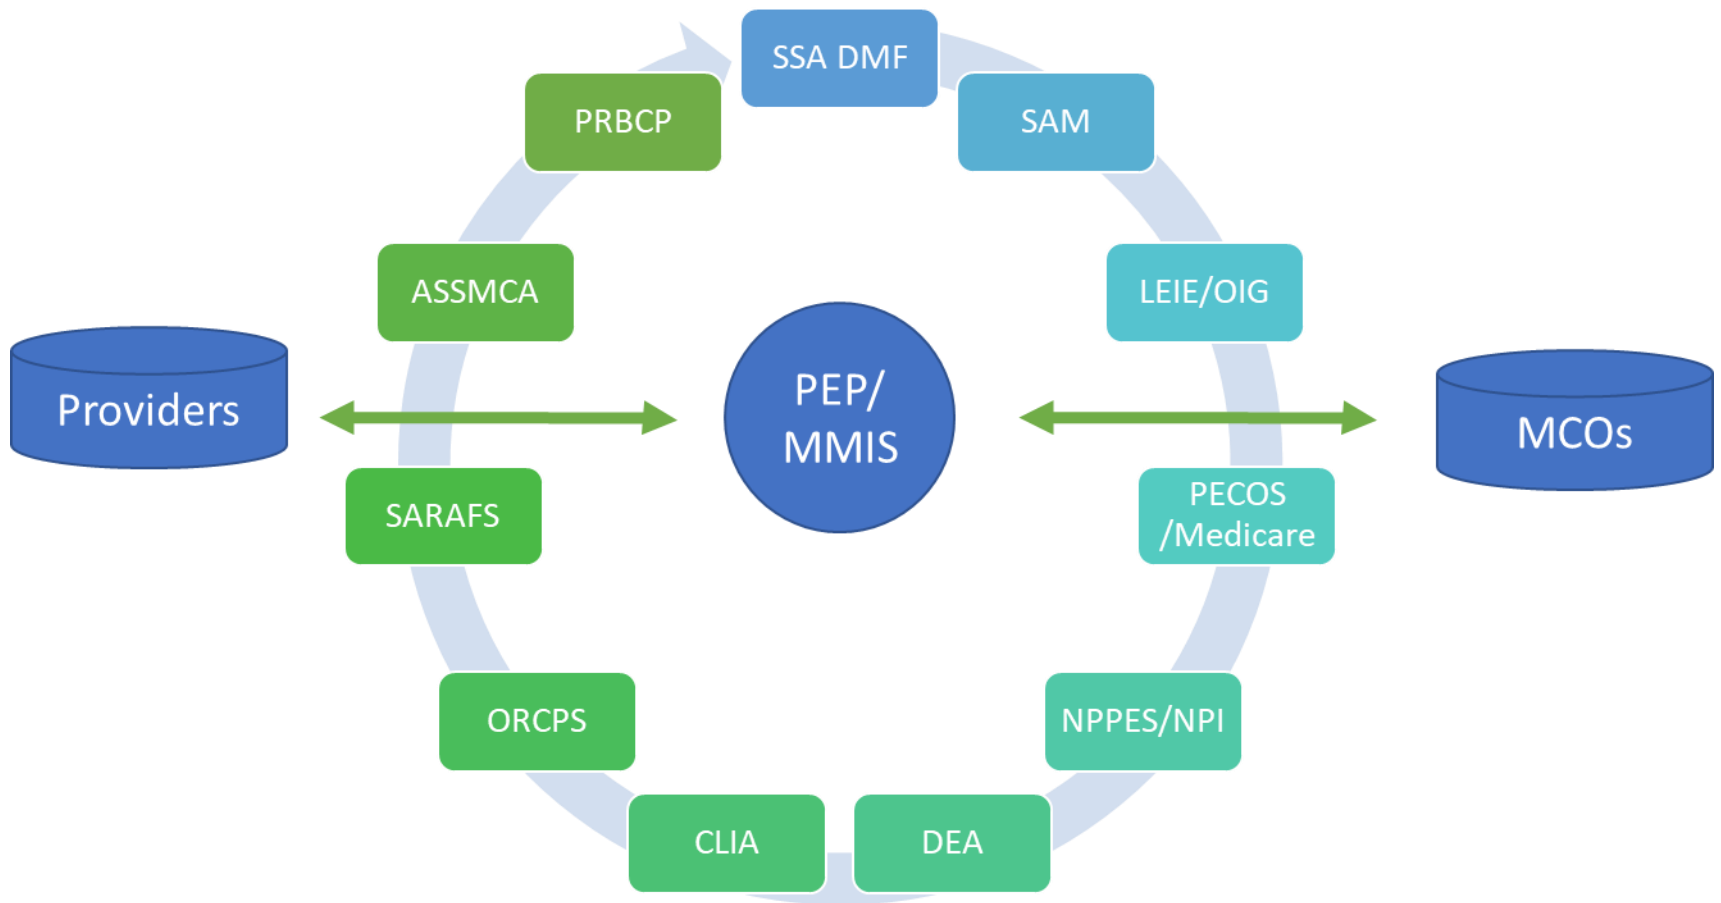 SSA DMF
SAM
LEIE/OIG
PECOS
/Medicare
NPPES/NPI
DEA
CLIA
ORCPS
SARAFS
ASSMCA
PRBCP
Providers
PEP/
MMIS
MCOs